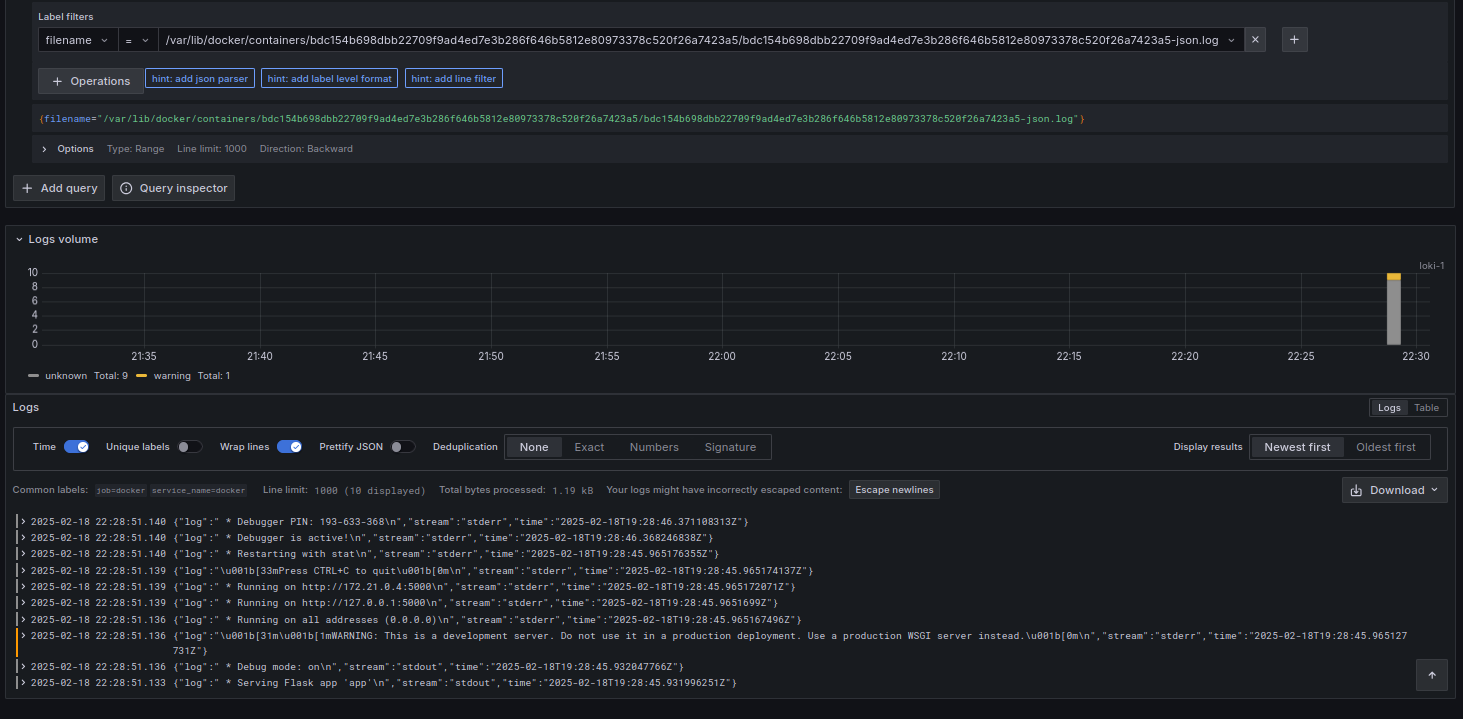 Label filters
filename = /var/lib/docker/containers/bdc154b698dbb22709f9ad4ed7e3b286f646b5812e80973378c520f26a7423a5/bdc154b698dbb22709f9ad4ed7e3b286f646b5812e80973378c520f26a7423a5-json.log
+ Operations hint: add json parser hint: add label level format hint: add line filter
{filename="/var/lib/docker/containers/bdc154b698dbb22709f9ad4ed7e3b286f646b5812e80973378c520f26a7423a5/bdc154b698dbb22709f9ad4ed7e3b286f646b5812e80973378c520f26a7423a5-json.log"}
Options Type: Range Line limit: 1000 Direction: Backward
+ Add query Query inspector
Logs volume
loki-1
10
8
6
4
2
0
21:35 21:40 21:45 21:50 21:55 22:00 22:05 22:10 22:15 22:20 22:25 22:30
unknown Total: 9 warning Total: 1
Logs Logs Table
Time Unique labels Wrap lines Prettify JSON Deduplication None Exact Numbers Signature Display results Newest first Oldest first
Common labels: job=docker service_name=docker Line limit: 1000 (10 displayed) Total bytes processed: 1.19 kB Your logs might have incorrectly escaped content: Escape newlines Download
2025-02-18 22:28:51.140 {"log":" * Debugger PIN: 193-633-368\n","stream":"stderr","time":"2025-02-18T19:28:46.371108313Z"}
2025-02-18 22:28:51.140 {"log":" * Debugger is active!\n","stream":"stderr","time":"2025-02-18T19:28:46.368246838Z"}
2025-02-18 22:28:51.140 {"log":" * Restarting with stat\n","stream":"stderr","time":"2025-02-18T19:28:45.965176355Z"}
2025-02-18 22:28:51.139 {"log":"\u001b[33mPress CTRL+C to quit\u001b[0m\n","stream":"stderr","time":"2025-02-18T19:28:45.965174137Z"}
2025-02-18 22:28:51.139 {"log":" * Running on http://172.21.0.4:5000\n","stream":"stderr","time":"2025-02-18T19:28:45.965172071Z"}
2025-02-18 22:28:51.139 {"log":" * Running on http://127.0.0.1:5000\n","stream":"stderr","time":"2025-02-18T19:28:45.9651699Z"}
2025-02-18 22:28:51.136 {"log":" * Running on all addresses (0.0.0.0)\n","stream":"stderr","time":"2025-02-18T19:28:45.965167496Z"}
2025-02-18 22:28:51.136 {"log":"\u001b[31m\u001b[1mWARNING: This is a development server. Do not use it in a production deployment. Use a production WSGI server instead.\u001b[0m\n","stream":"stderr","time":"2025-02-18T19:28:45.965127
731Z"}
2025-02-18 22:28:51.136 {"log":" * Debug mode: on\n","stream":"stdout","time":"2025-02-18T19:28:45.932047766Z"}
2025-02-18 22:28:51.133 {"log":" * Serving Flask app 'app'\n","stream":"stdout","time":"2025-02-18T19:28:45.931996251Z"}